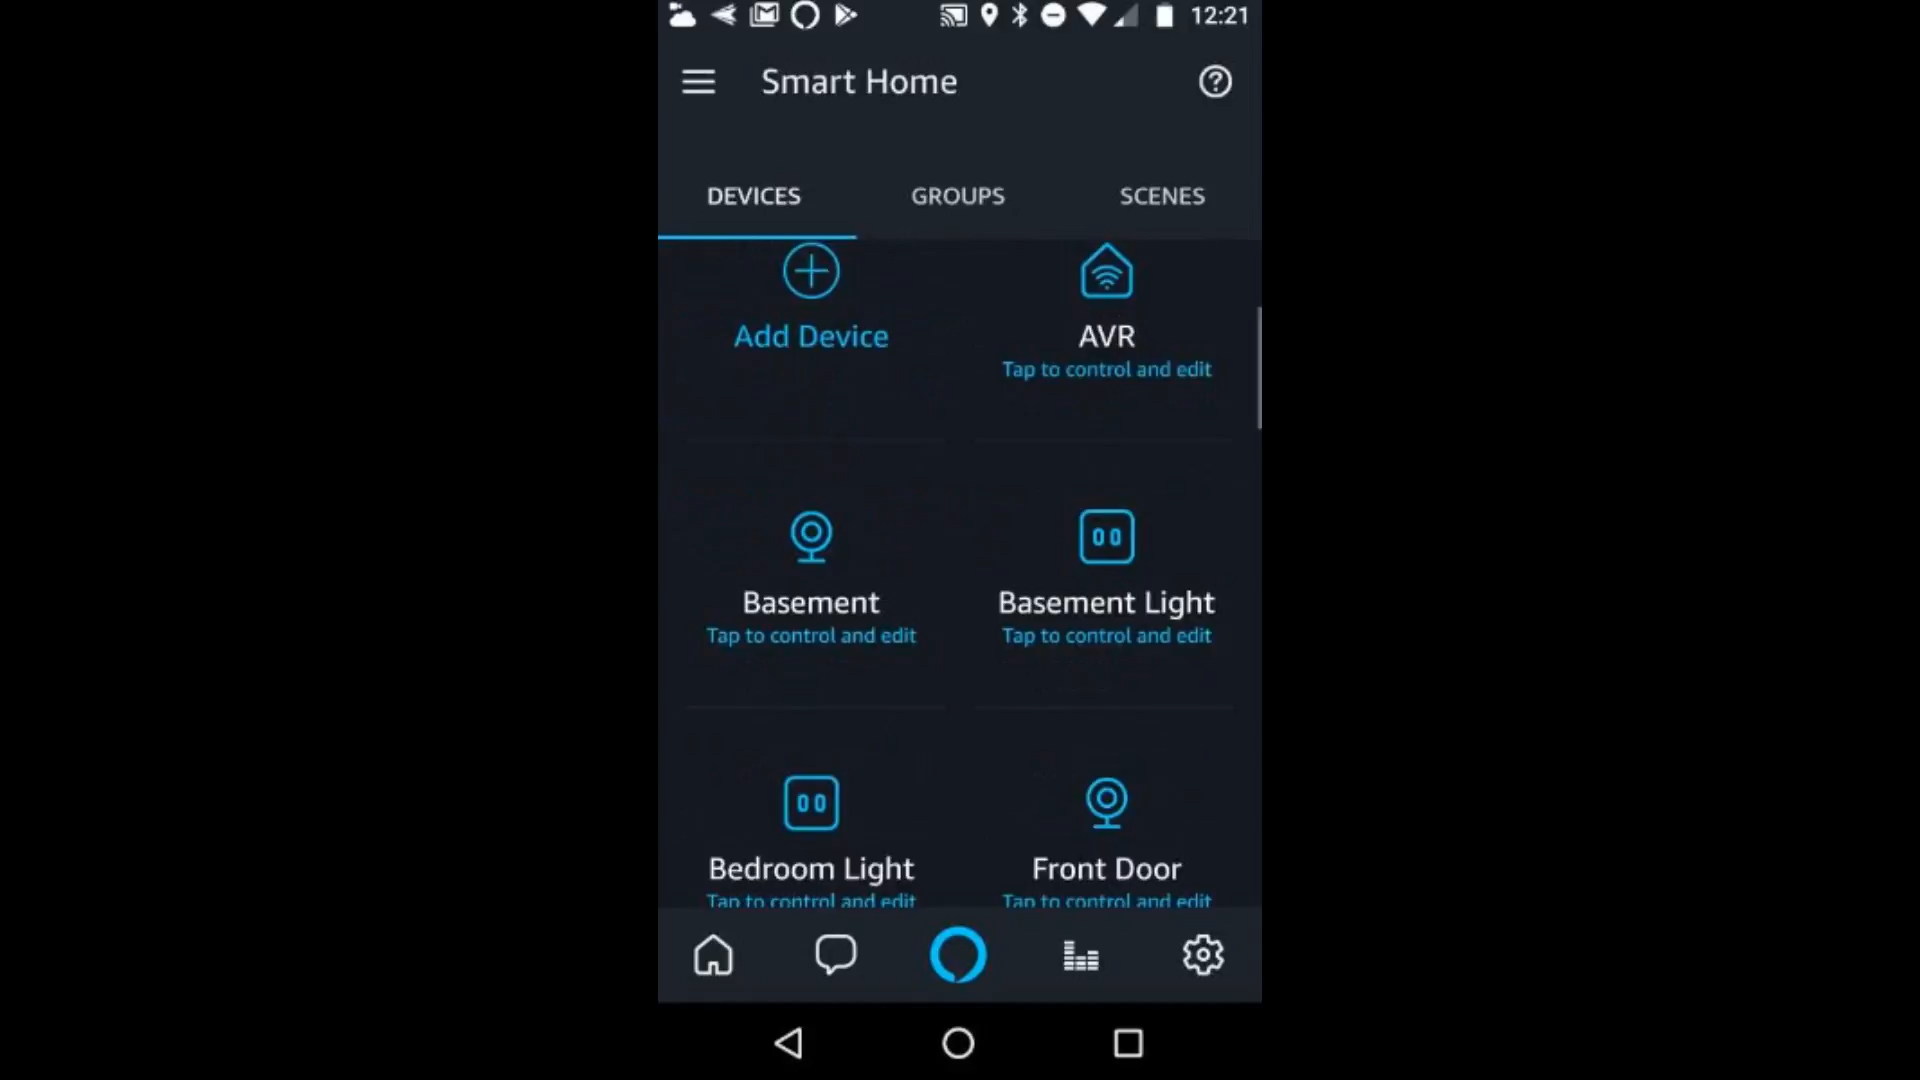 12:21
Smart Home
DEVICES GROUPS SCENES
Add Device AVR
Tap to control and edit
Basement Basement Light
Tap to control and edit Tap to control and edit
Bedroom Light Front Door
Tap to control and edit Tap to control and edit